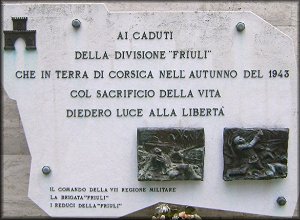 AI CADUTI
DELLA DIVISIONE "FRIULI"
CHE IN TERRA DI CORSICA NELL'AUTUNNO DEL 1943
COL SACRIFICIO DELLA VITA
DIEDERO LUCE ALLA LIBERTÀ
IL COMANDO DELLA VII REGIONE MILITARE
LA BRIGATA "FRIULI"
I REDUCI DELLA "FRIULI"